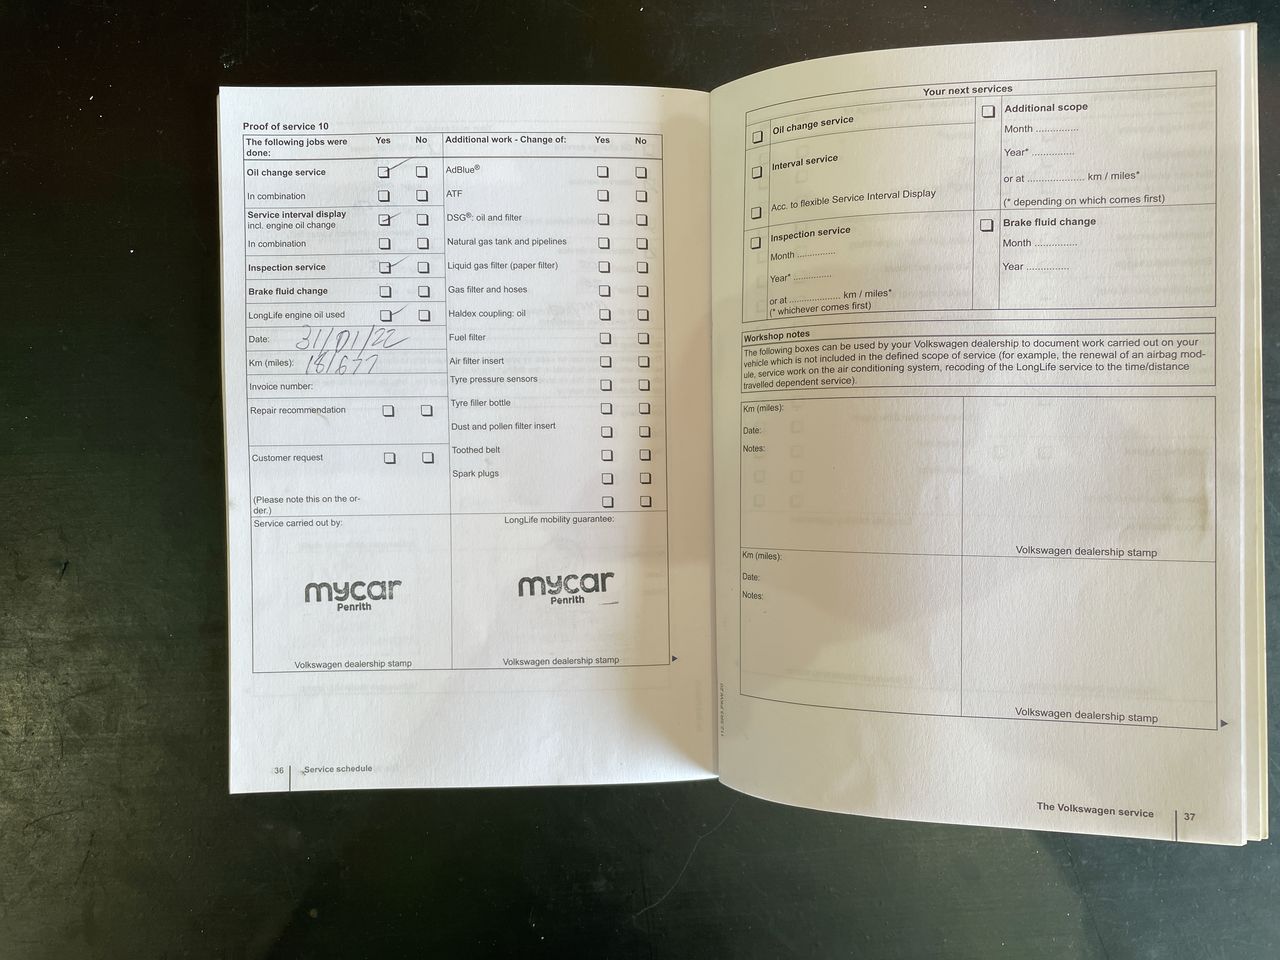 Proof of service 10
The following jobs were done: Yes No
Oil change service
In combination
Service interval display
incl. engine oil change
In combination
Inspection service
Brake fluid change
LongLife engine oil used
Date: 31/01/22
Km (miles):
Invoice number:
Repair recommendation
Customer request
(Please note this on the or-
der.)
Additional work - Change of: Yes No
AdBlue®
ATF
DSG®: oil and filter
Natural gas tank and pipelines
Liquid gas filter (paper filter)
Gas filter and hoses
Haldex coupling: oil
Fuel filter
Air filter insert
Tyre pressure sensors
Tyre filler bottle
Dust and pollen filter insert
Toothed belt
Spark plugs
Service carried out by:
mycar
Penrith
Volkswagen dealership stamp
LongLife mobility guarantee:
mycar
Penrith
Volkswagen dealership stamp
36 Service schedule
Your next services
Oil change service
Interval service
Acc. to flexible Service Interval Display
Inspection service
Month ..............
Year* ..............
or at .................... km / miles*
(* whichever comes first)
Additional scope
Month ..............
Year* ..............
or at .................... km / miles*
(* depending on which comes first)
Brake fluid change
Month ..............
Year ..............
Workshop notes
The following boxes can be used by your Volkswagen dealership to document work carried out on your
vehicle which is not included in the defined scope of service (for example, the renewal of an airbag mod-
ule, service work on the air conditioning system, recoding of the LongLife service to the time/distance
travelled dependent service).
Km (miles):
Date:
Notes:
Volkswagen dealership stamp
Km (miles):
Date:
Notes:
Volkswagen dealership stamp
The Volkswagen service 37